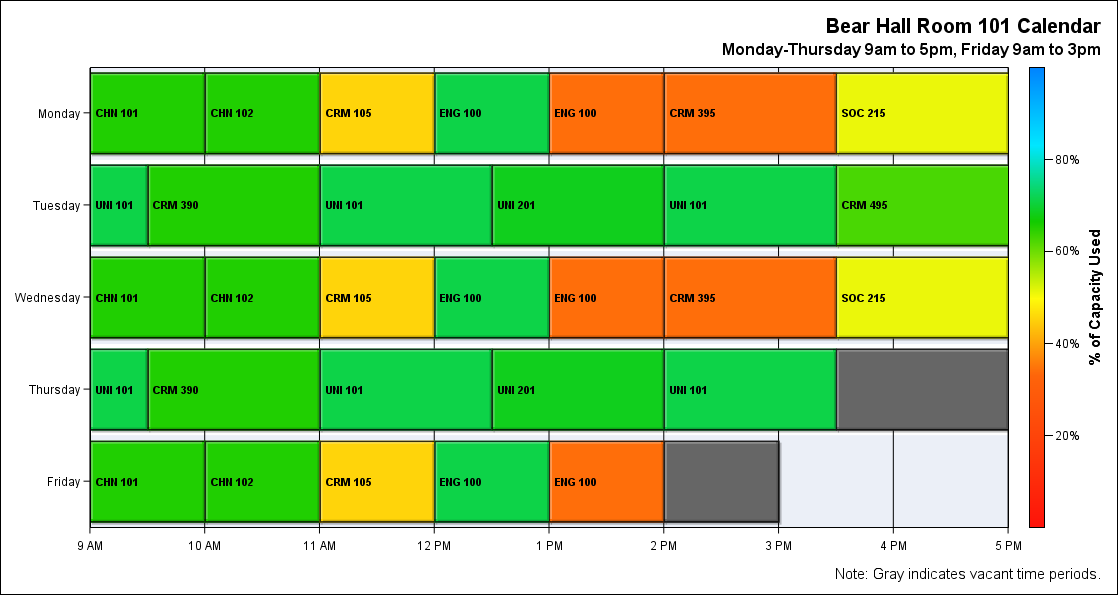 Bear Hall Room 101 Calendar
Monday-Thursday 9am to 5pm, Friday 9am to 3pm
Monday
CHN 101
CHN 102
CRM 105
ENG 100
ENG 100
CRM 395
SOC 215
Tuesday
UNI 101
CRM 390
UNI 101
UNI 201
UNI 101
CRM 495
Wednesday
CHN 101
CHN 102
CRM 105
ENG 100
ENG 100
CRM 395
SOC 215
Thursday
UNI 101
CRM 390
UNI 101
UNI 201
UNI 101
Friday
CHN 101
CHN 102
CRM 105
ENG 100
ENG 100
9 AM
10 AM
11 AM
12 PM
1 PM
2 PM
3 PM
4 PM
5 PM
80%
60%
40%
20%
% of Capacity Used
Note: Gray indicates vacant time periods.